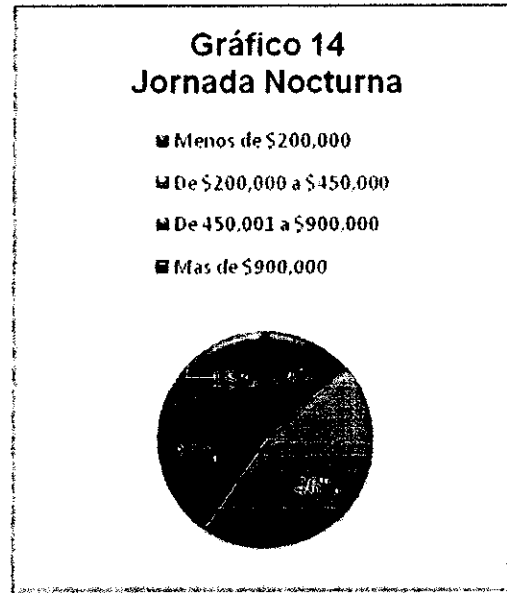 Gráfico 14
Jornada Nocturna
Menos de $200,000
De $200,000 a $450,000
De 450,001 a $900,000
Mas de $900,000